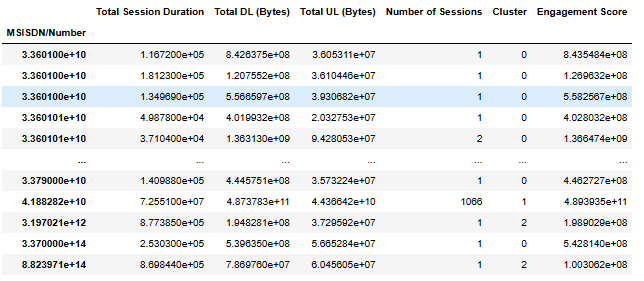 Total Session Duration Total DL (Bytes) Total UL (Bytes) Number of Sessions Cluster Engagement Score
MSISDN/Number
3.360100e+10 1.167200e+05 8.426375e+08 3.605311e+07 1 0 8.435484e+08
3.360100e+10 1.812300e+05 1.207552e+08 3.610446e+07 1 0 1.269632e+08
3.360100e+10 1.349690e+05 5.566597e+08 3.930682e+07 1 0 5.582567e+08
3.360101e+10 4.987800e+04 4.019932e+08 2.032753e+07 1 0 4.028032e+08
3.360101e+10 3.710400e+04 1.363130e+09 9.428053e+07 2 0 1.366474e+09
... ... ... ... ... ... ...
3.379000e+10 1.409880e+05 4.445751e+08 3.573224e+07 1 0 4.462727e+08
4.188282e+10 7.255100e+07 4.873783e+11 4.436642e+10 1066 1 4.893935e+11
3.197021e+12 8.773850e+05 1.948281e+08 3.729592e+07 1 2 1.989029e+08
3.370000e+14 2.530300e+05 5.396350e+08 5.665284e+07 1 0 5.428140e+08
8.823971e+14 8.698440e+05 7.869760e+07 6.045605e+07 1 2 1.003062e+08